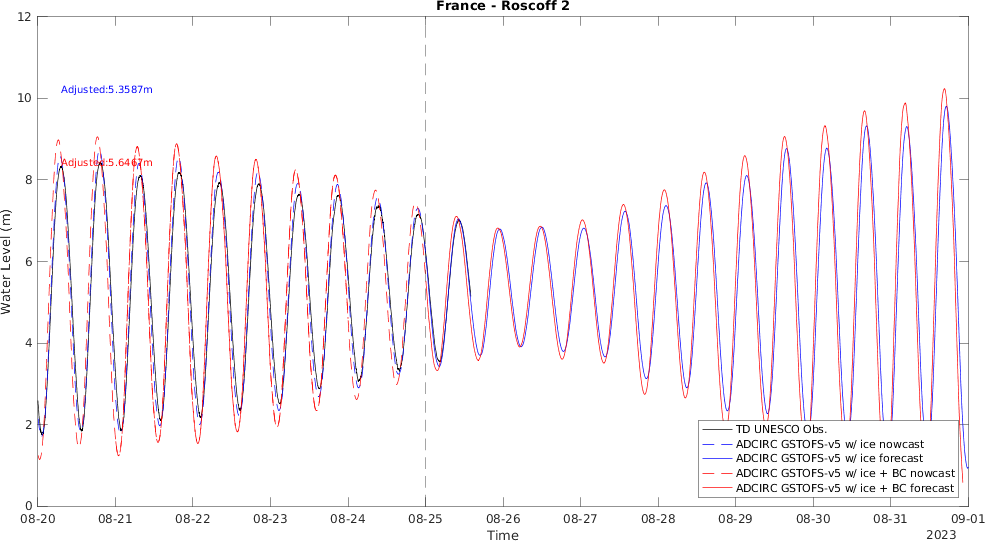 France - Roscoff 2
Water Level (m)
12
10
8
6
4
2
0
Adjusted:5.3587m
Adjusted:5.6467m
TD UNESCO Obs.
ADCIRC GSTOFS-v5 w/ ice nowcast
ADCIRC GSTOFS-v5 w/ ice forecast
ADCIRC GSTOFS-v5 w/ ice + BC nowcast
ADCIRC GSTOFS-v5 w/ ice + BC forecast
08-20 08-21 08-22 08-23 08-24 08-25 08-26 08-27 08-28 08-29 08-30 08-31 09-01
Time
2023